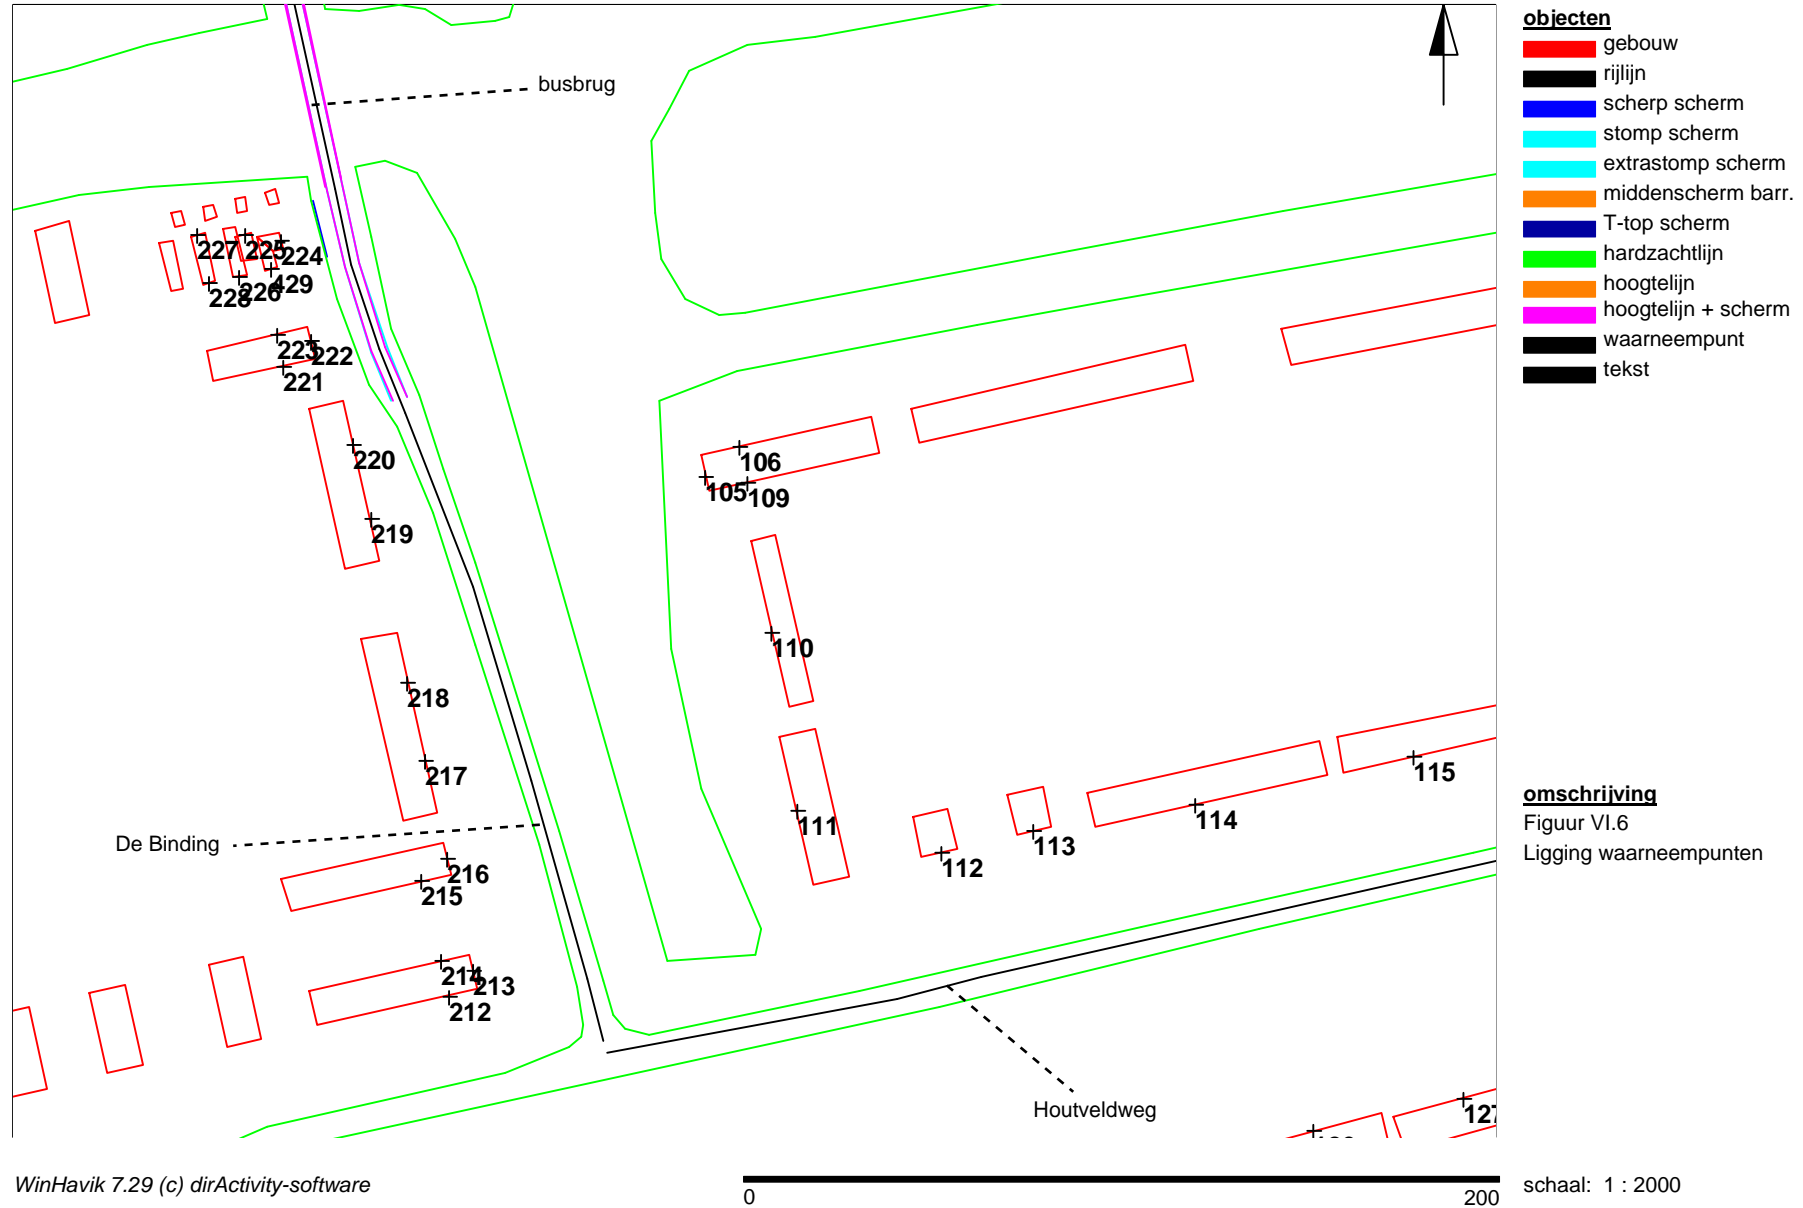 objecten
gebouw
rijlijn
scherp scherm
stomp scherm
extrastomp scherm
middenscherm barr.
T-top scherm
hardzachtlijn
hoogtelijn
hoogtelijn + scherm
waarneempunt
tekst
busbrug
227
225
224
228
226
429
223
222
221
220
219
106
105
109
110
218
217
111
112
113
114
115
De Binding
216
215
214
213
212
Houtveldweg
127
omschrijving
Figuur VI.6
Ligging waarneempunten
WinHavik 7.29 (c) dirActivity-software
0
200
schaal: 1 : 2000